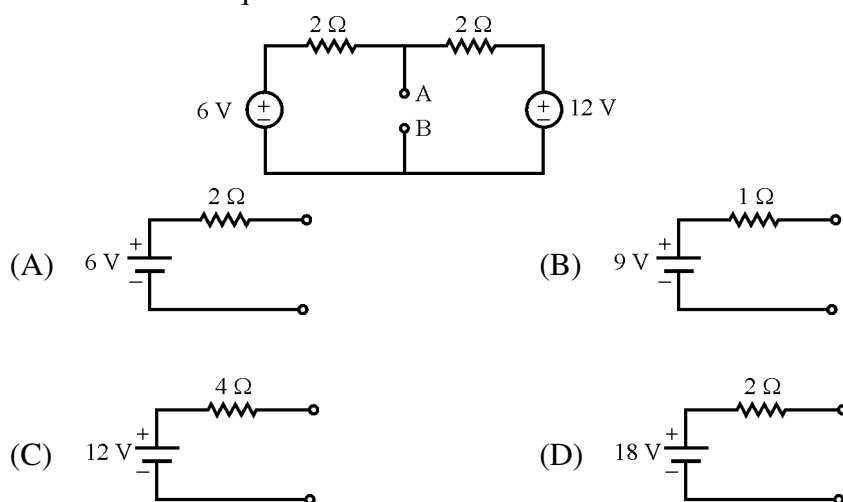 2 Ω 2 Ω
A
6 V + − + − 12 V
B
2 Ω 1 Ω
(A) 6 V + − (B) 9 V + −
4 Ω 2 Ω
(C) 12 V + − (D) 18 V + −